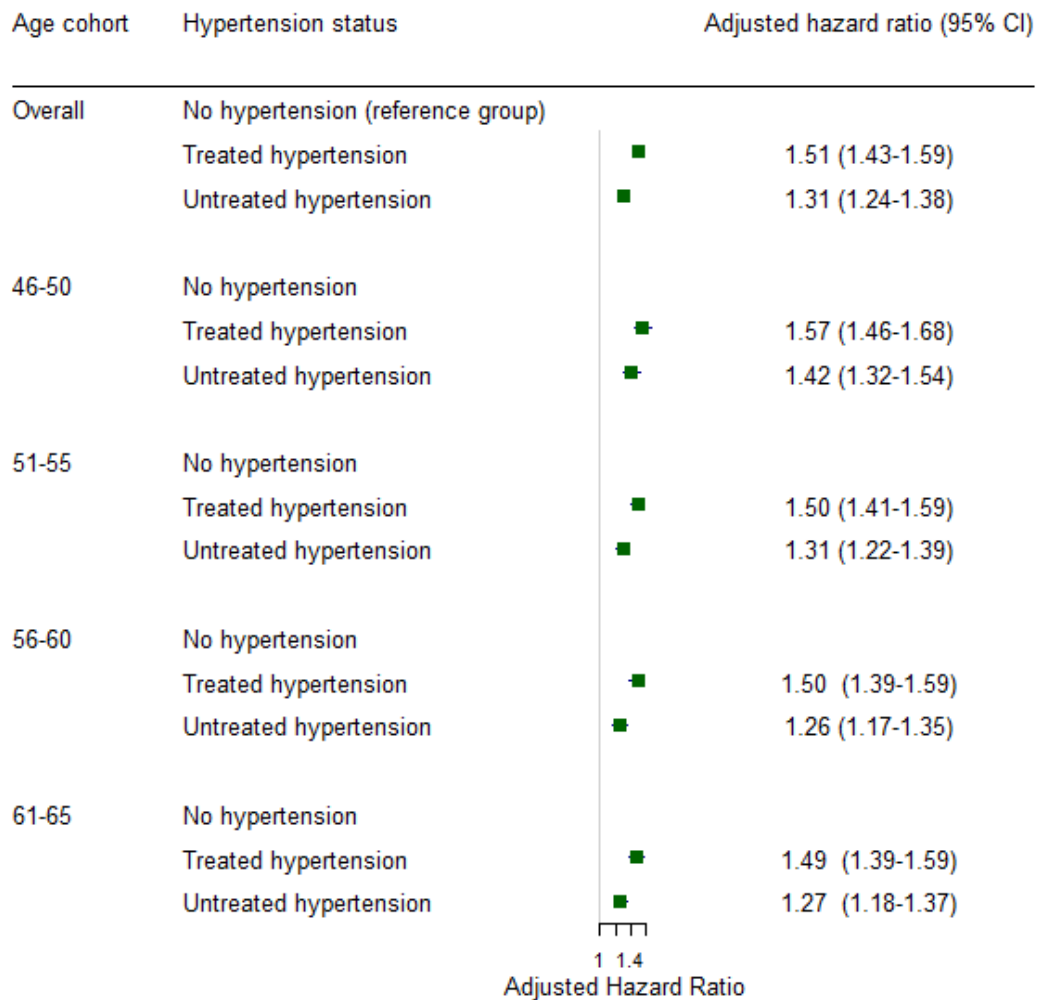 Age cohort Hypertension status Adjusted hazard ratio (95% CI)
Overall No hypertension (reference group)
Treated hypertension 1.51 (1.43-1.59)
Untreated hypertension 1.31 (1.24-1.38)
46-50 No hypertension
Treated hypertension 1.57 (1.46-1.68)
Untreated hypertension 1.42 (1.32-1.54)
51-55 No hypertension
Treated hypertension 1.50 (1.41-1.59)
Untreated hypertension 1.31 (1.22-1.39)
56-60 No hypertension
Treated hypertension 1.50 (1.39-1.59)
Untreated hypertension 1.26 (1.17-1.35)
61-65 No hypertension
Treated hypertension 1.49 (1.39-1.59)
Untreated hypertension 1.27 (1.18-1.37)
1 1.4
Adjusted Hazard Ratio